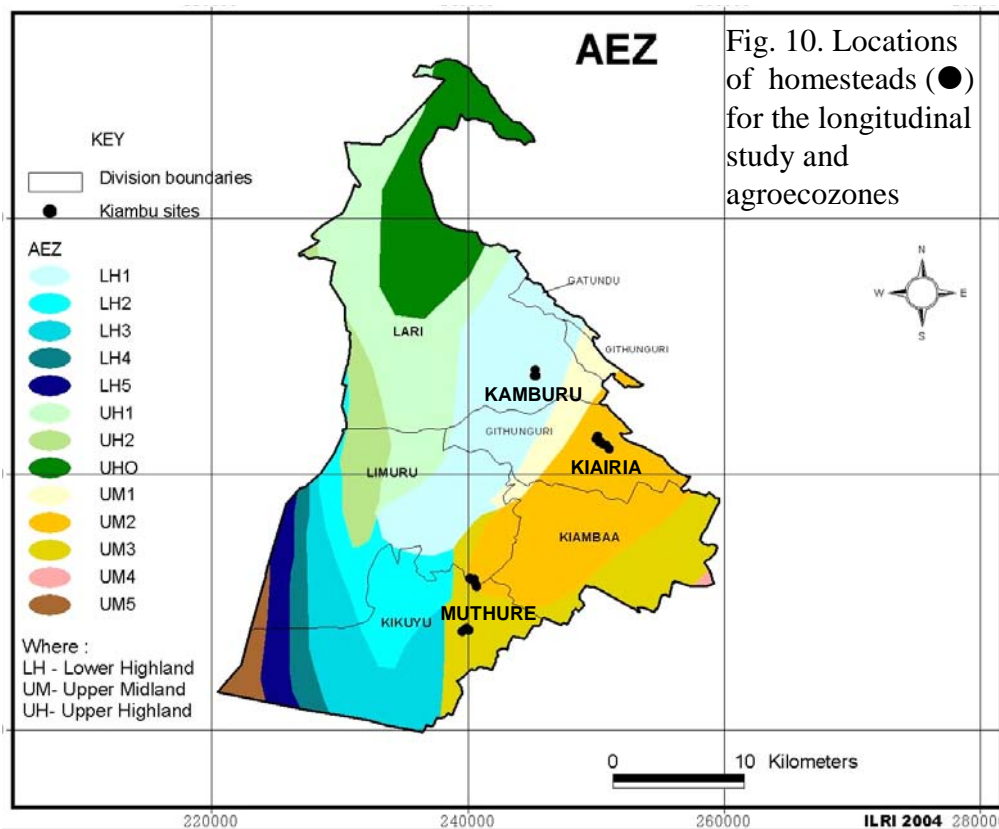 AEZ
Fig. 10. Locations
of homesteads (●)
for the longitudinal
study and
agroecozones
KEY
Division boundaries
Kiambu sites
AEZ
LH1
LH2
LH3
LH4
LH5
UH1
UH2
UHO
UM1
UM2
UM3
UM4
UM5
Where :
LH - Lower Highland
UM- Upper Midland
UH- Upper Highland
N
W E
S
GATUNDU
LARI
GITHUNGURI
KAMBURU
GITHUNGURI
KIAIRIA
LIMURU
KIAMBAA
MUTHURE
KIKUYU
0 10 Kilometers
220000 240000 260000 280000
ILRI 2004